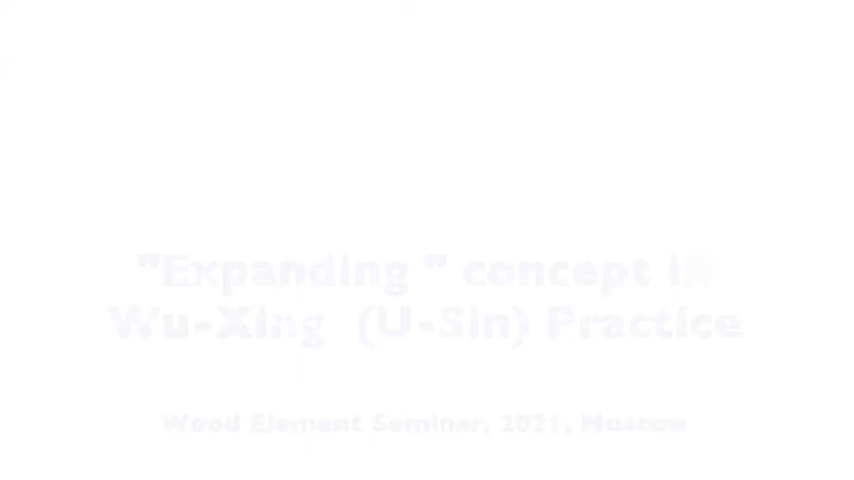 "Expanding " concept in
Wu-Xing (U-Sin) Practice
Wood Element Seminar, 2021, Moscow